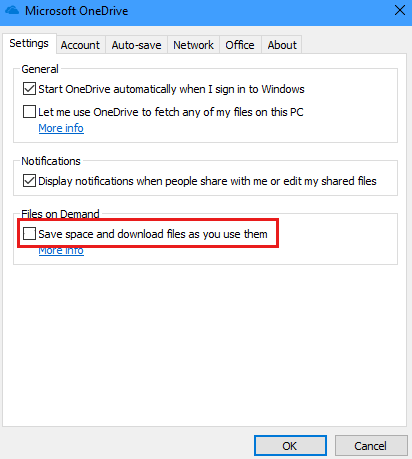 Microsoft OneDrive
Settings Account Auto-save Network Office About
General
Start OneDrive automatically when I sign in to Windows
Let me use OneDrive to fetch any of my files on this PC
More info
Notifications
Display notifications when people share with me or edit my shared files
Files on Demand
Save space and download files as you use them
More info
OK Cancel